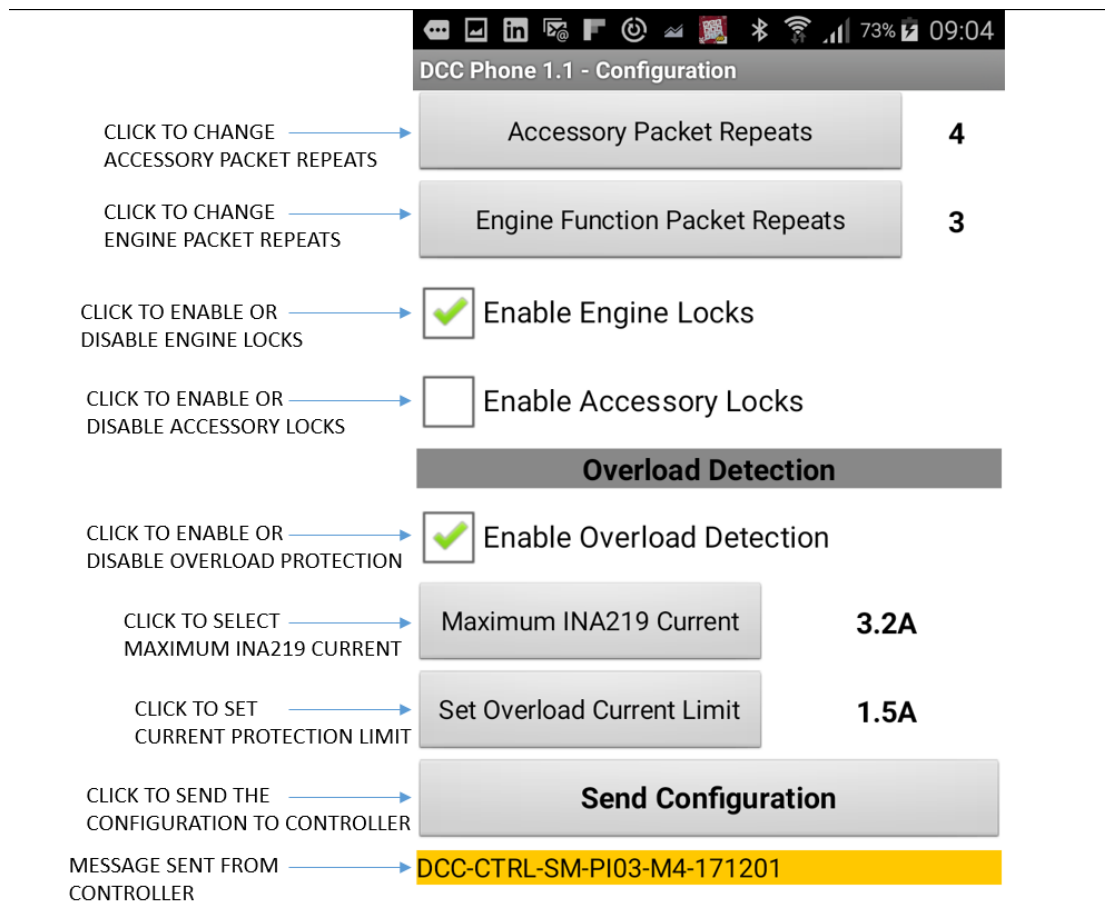 73% 09:04
DCC Phone 1.1 - Configuration
CLICK TO CHANGE
ACCESSORY PACKET REPEATS
Accessory Packet Repeats 4
CLICK TO CHANGE
ENGINE PACKET REPEATS
Engine Function Packet Repeats 3
CLICK TO ENABLE OR
DISABLE ENGINE LOCKS
Enable Engine Locks
CLICK TO ENABLE OR
DISABLE ACCESSORY LOCKS
Enable Accessory Locks
Overload Detection
CLICK TO ENABLE OR
DISABLE OVERLOAD PROTECTION
Enable Overload Detection
CLICK TO SELECT
MAXIMUM INA219 CURRENT
Maximum INA219 Current 3.2A
CLICK TO SET
CURRENT PROTECTION LIMIT
Set Overload Current Limit 1.5A
CLICK TO SEND THE
CONFIGURATION TO CONTROLLER
Send Configuration
MESSAGE SENT FROM
CONTROLLER
DCC-CTRL-SM-PI03-M4-171201